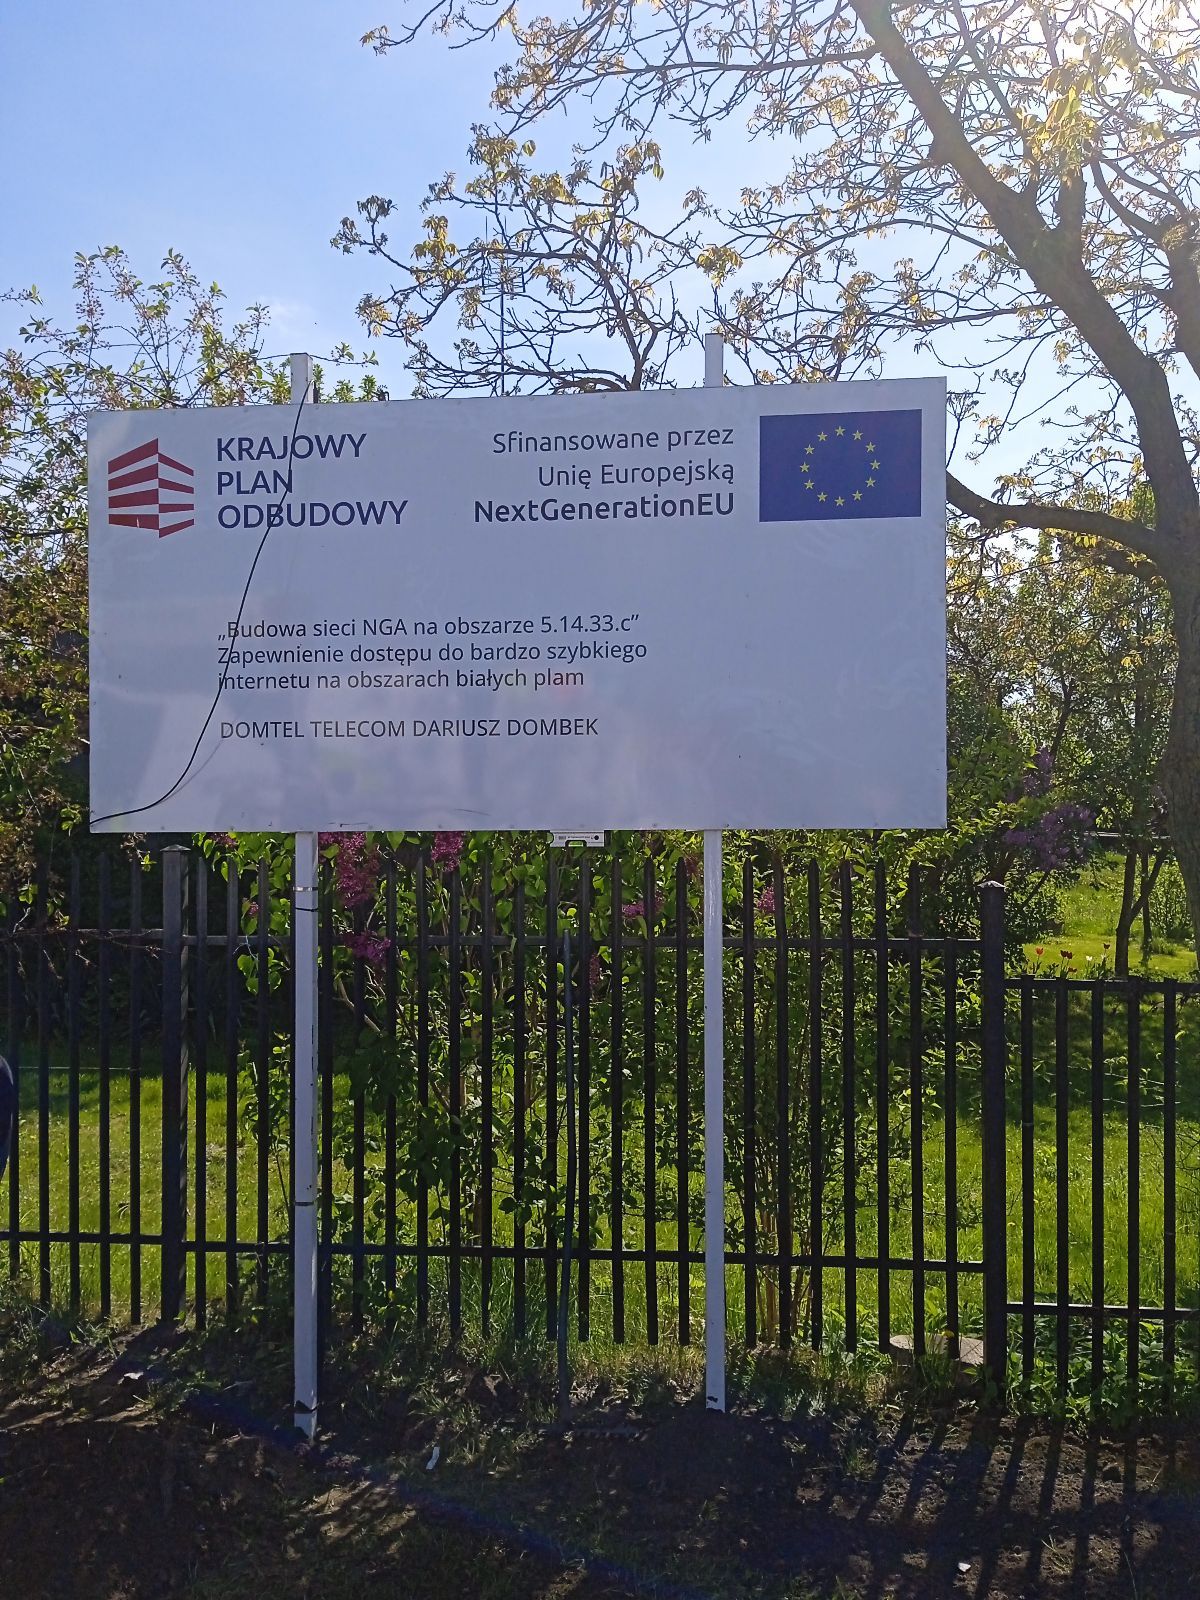 KRAJOWY
PLAN
ODBUDOWY
Sfinansowane przez
Unię Europejską
NextGenerationEU
„Budowa sieci NGA na obszarze 5.14.33.c”
Zapewnienie dostępu do bardzo szybkiego
internetu na obszarach białych plam
DOMTEL TELECOM DARIUSZ DOMBEK